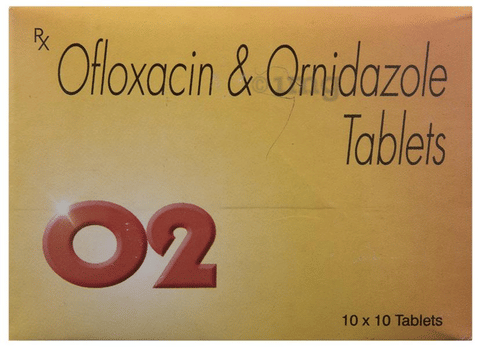 Rx
Ofloxacin & Ornidazole
Tablets
O2
10 x 10 Tablets